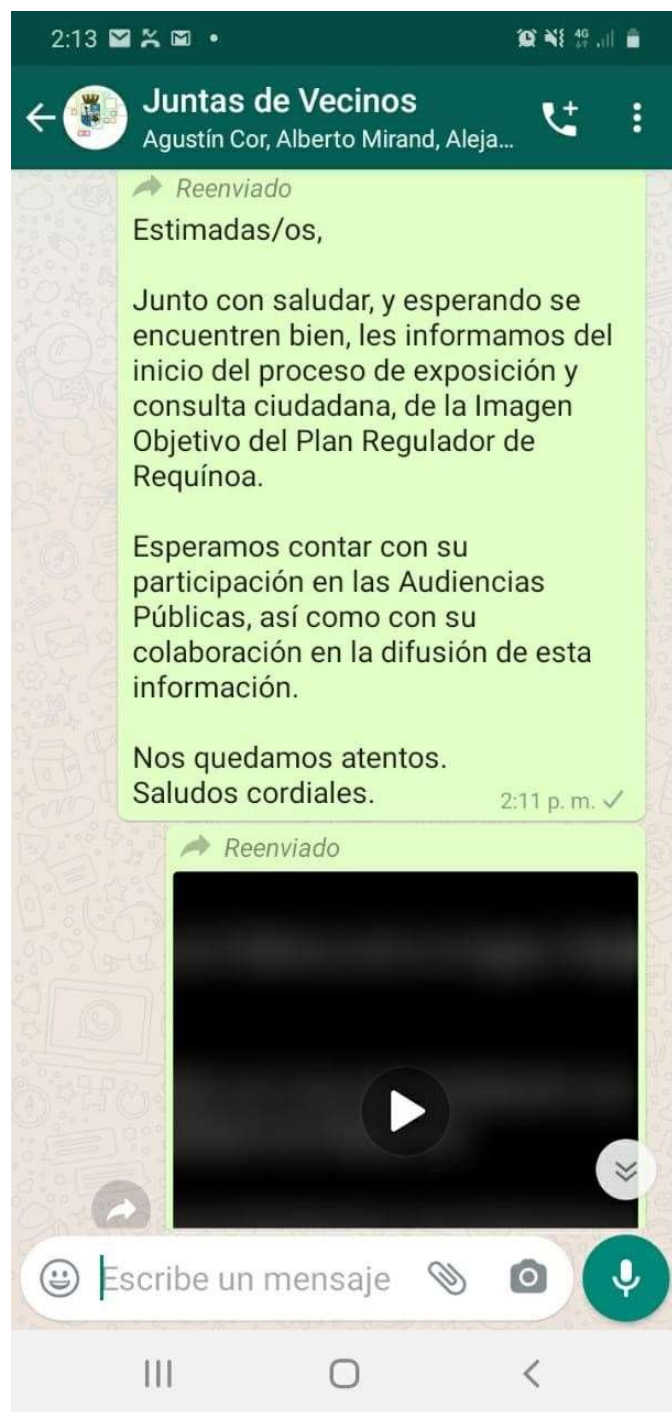 2:13
4G
Juntas de Vecinos
Agustín Cor, Alberto Mirand, Aleja...
Reenviado
Estimadas/os,
Junto con saludar, y esperando se
encuentren bien, les informamos del
inicio del proceso de exposición y
consulta ciudadana, de la Imagen
Objetivo del Plan Regulador de
Requínoa.
Esperamos contar con su
participación en las Audiencias
Públicas, así como con su
colaboración en la difusión de esta
información.
Nos quedamos atentos.
Saludos cordiales.
2:11 p. m.
Reenviado
Escribe un mensaje